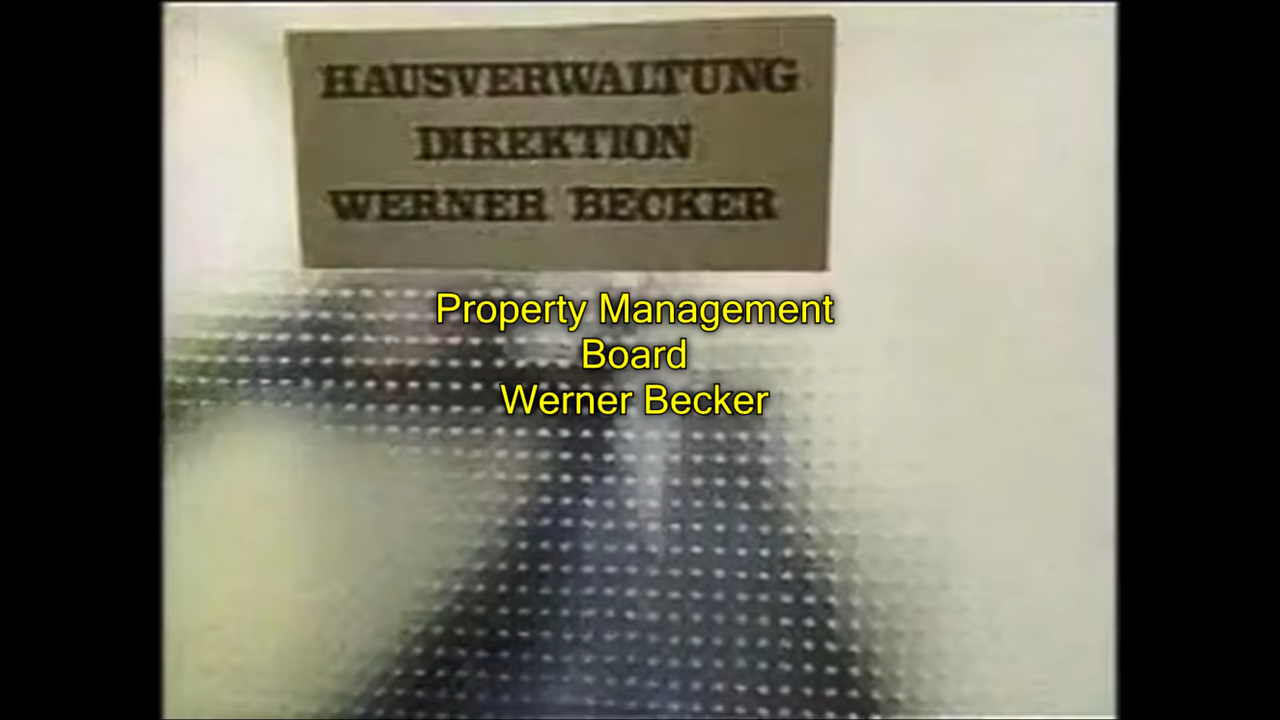 HAUSVERWALTUNG
DIREKTION
WERNER BECKER
Property Management
Board
Werner Becker